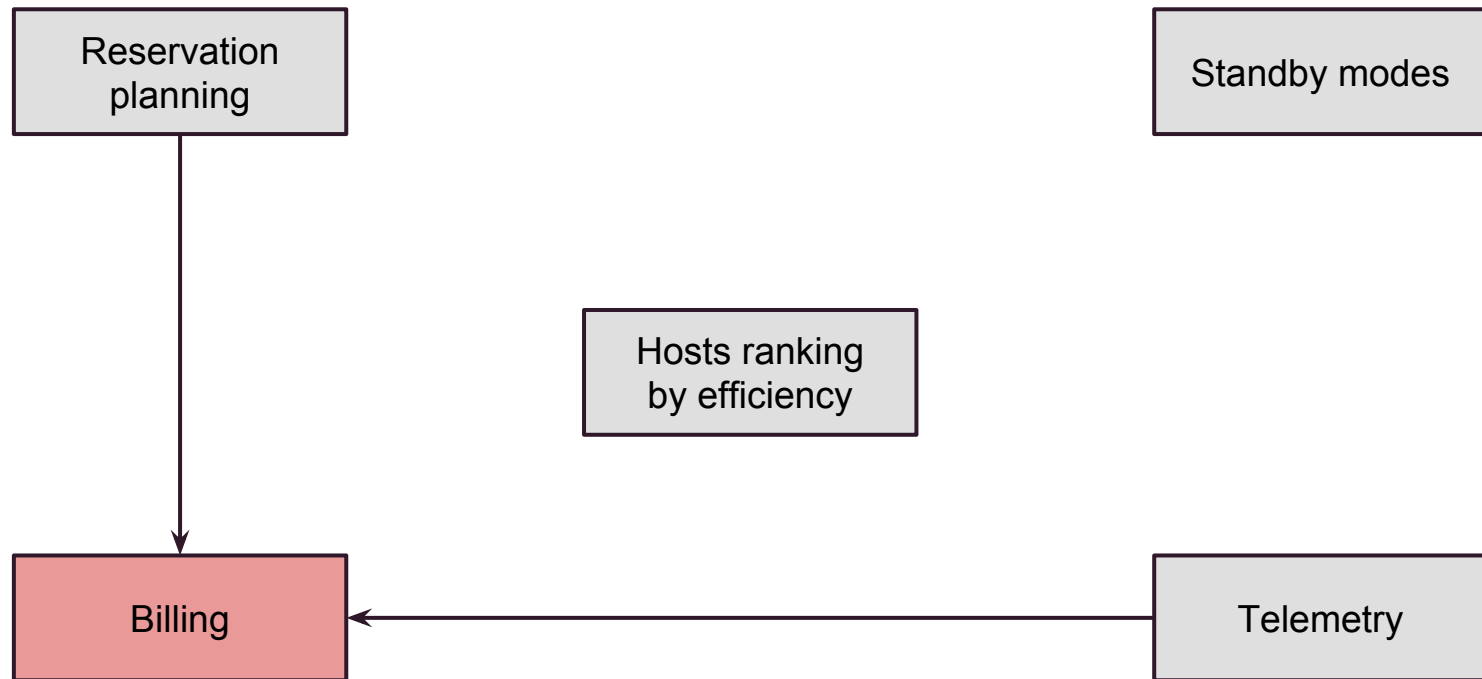 Reservation
planning
Standby modes
Hosts ranking
by efficiency
Billing
Telemetry